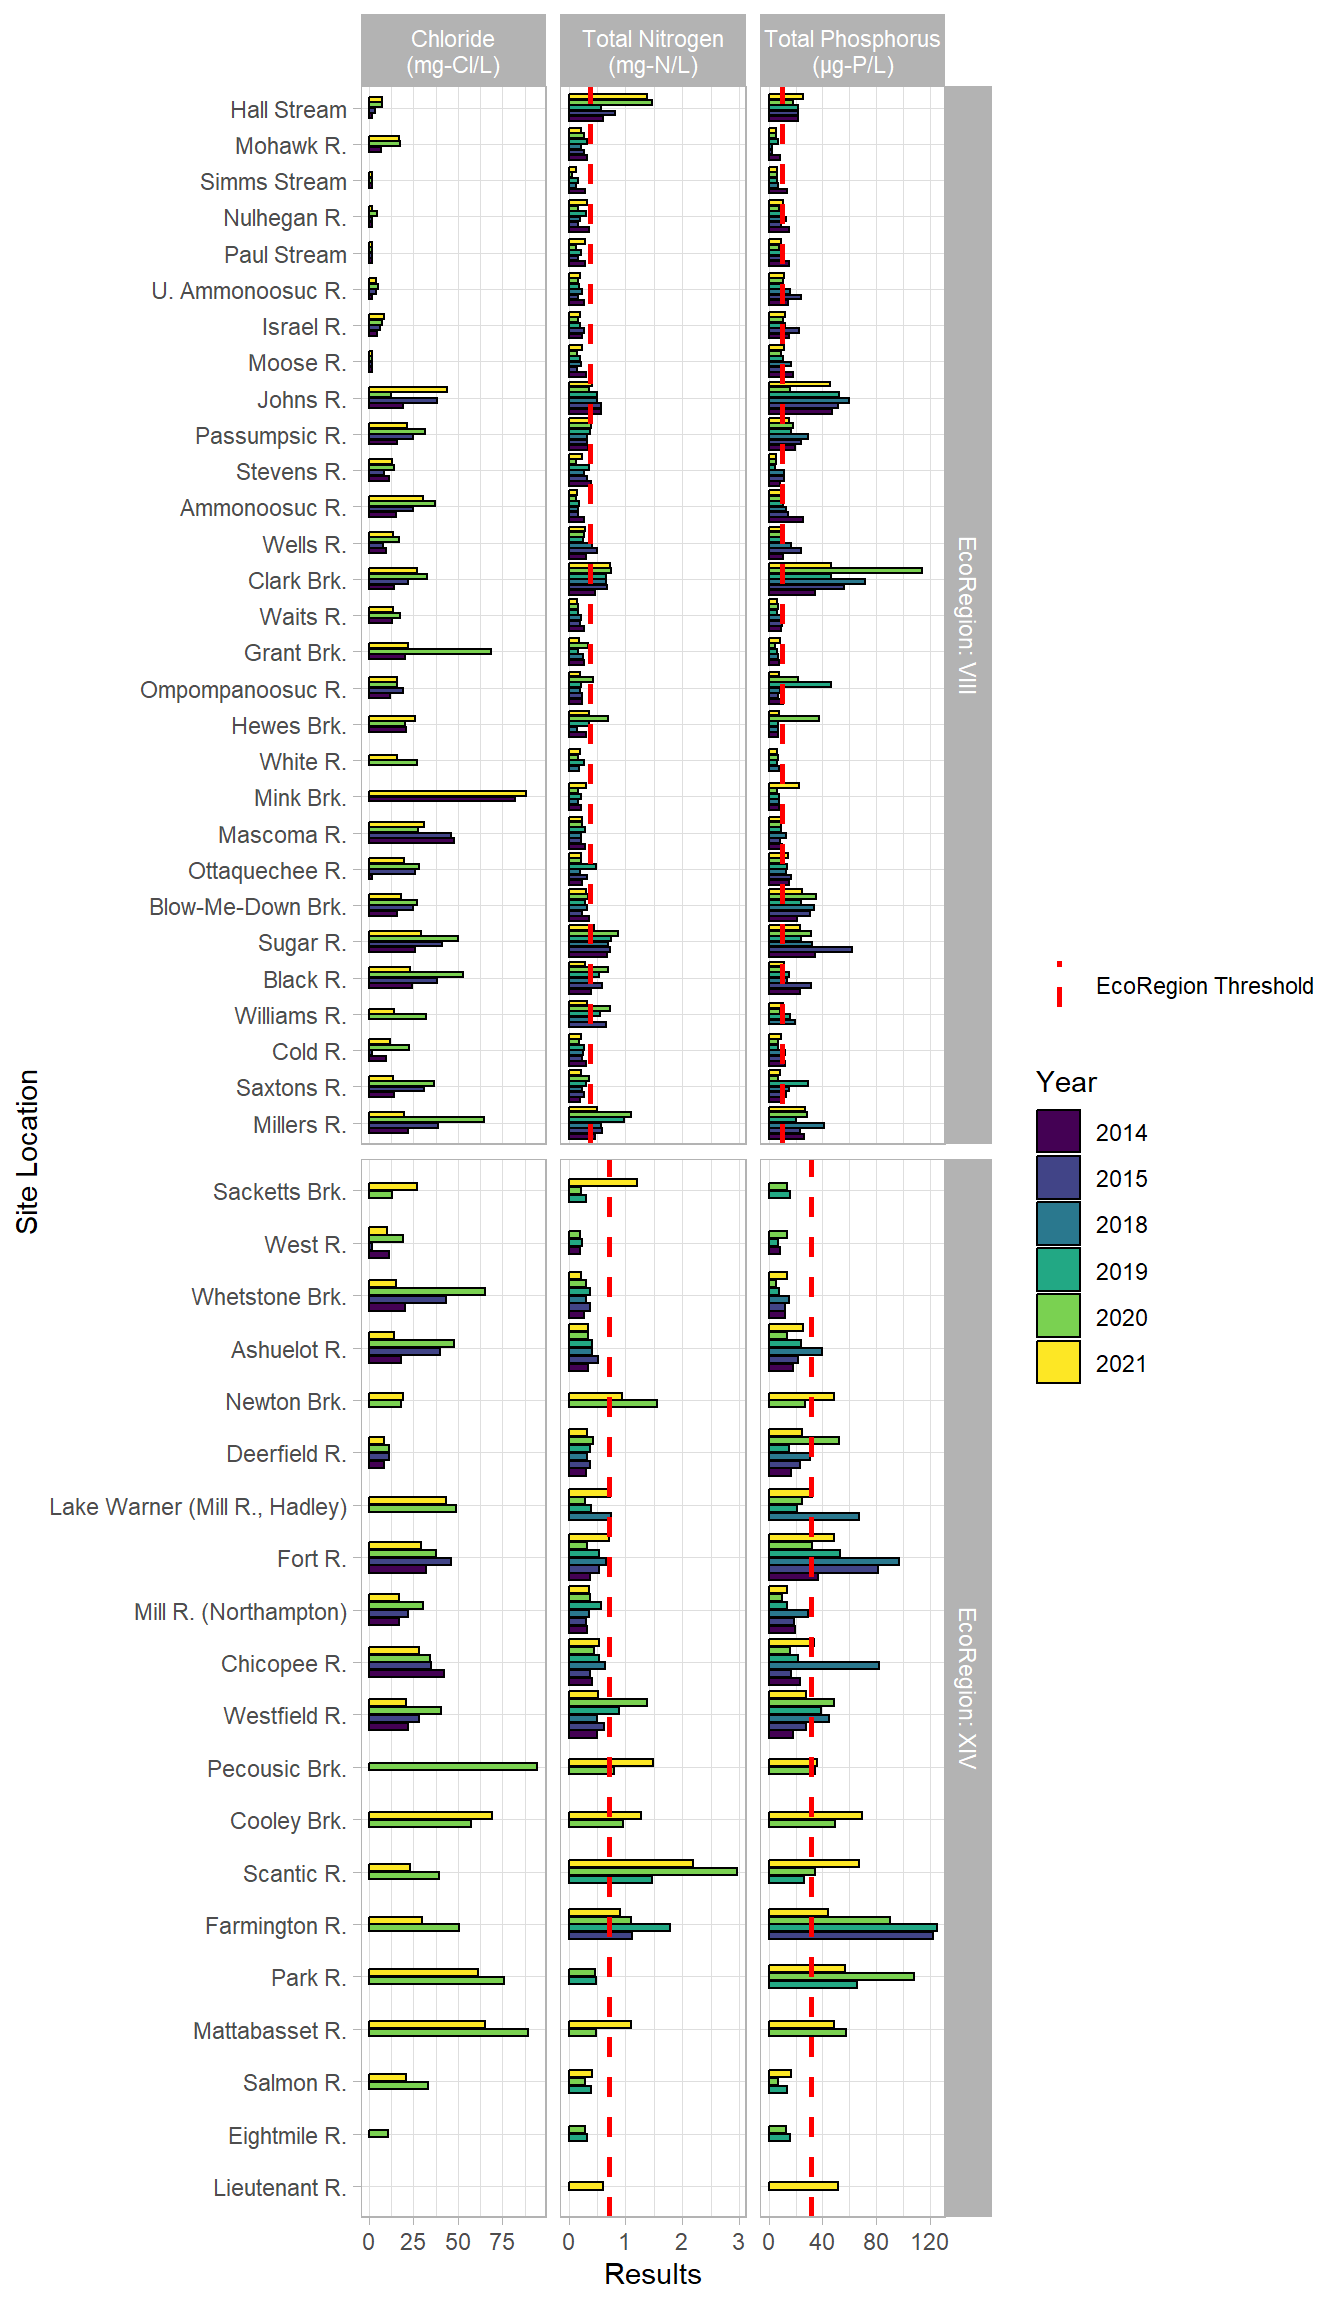 Chloride
(mg-Cl/L)
Total Nitrogen
(mg-N/L)
Total Phosphorus
(µg-P/L)
Hall Stream
Mohawk R.
Simms Stream
Nulhegan R.
Paul Stream
U. Ammonoosuc R.
Israel R.
Moose R.
Johns R.
Passumpsic R.
Stevens R.
Ammonoosuc R.
Wells R.
Clark Brk.
Waits R.
Grant Brk.
Ompompanoosuc R.
Hewes Brk.
White R.
Mink Brk.
Mascoma R.
Ottaquechee R.
Blow-Me-Down Brk.
Sugar R.
Black R.
Williams R.
Cold R.
Saxtons R.
Millers R.
EcoRegion: VIII
Sacketts Brk.
West R.
Whetstone Brk.
Ashuelot R.
Newton Brk.
Deerfield R.
Lake Warner (Mill R., Hadley)
Fort R.
Mill R. (Northampton)
Chicopee R.
Westfield R.
Pecousic Brk.
Cooley Brk.
Scantic R.
Farmington R.
Park R.
Mattabasset R.
Salmon R.
Eightmile R.
Lieutenant R.
EcoRegion: XIV
Site Location
0 25 50 75
0 1 2 3
0 40 80 120
Results
EcoRegion Threshold
Year
2014
2015
2018
2019
2020
2021